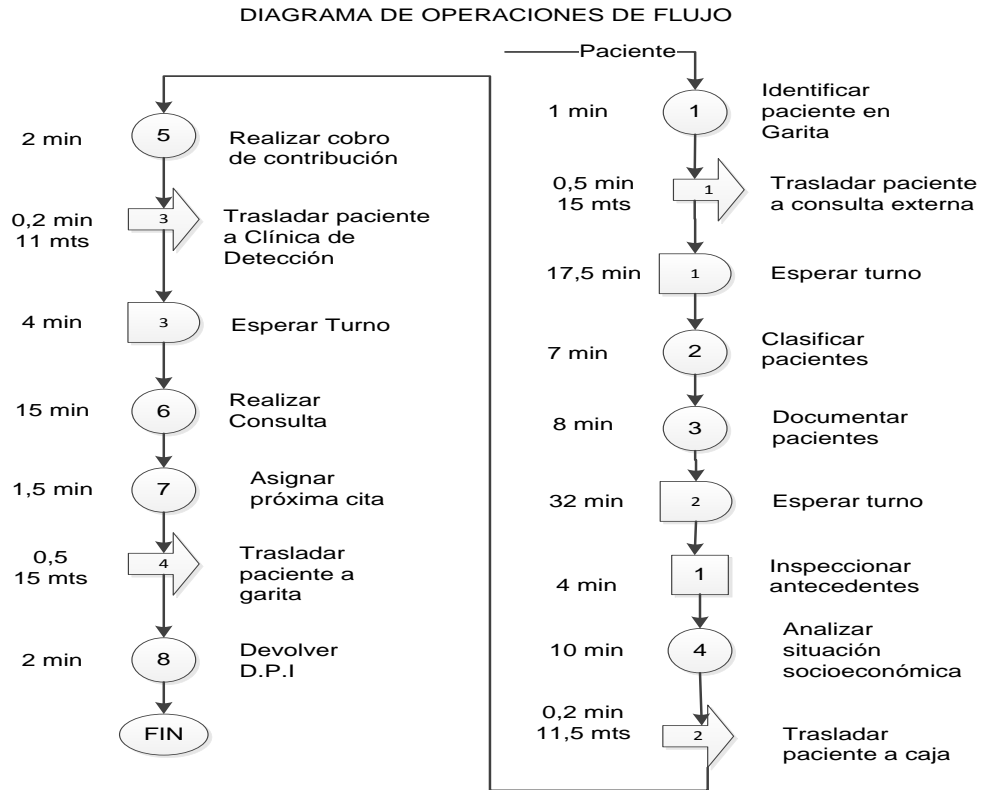 DIAGRAMA DE OPERACIONES DE FLUJO
Paciente
1 min
1
Identificar
paciente en
Garita
0,5 min
15 mts
1
Trasladar paciente
a consulta externa
17,5 min
1
Esperar turno
7 min
2
Clasificar
pacientes
8 min
3
Documentar
pacientes
32 min
2
Esperar turno
4 min
1
Inspeccionar
antecedentes
10 min
4
Analizar
situación
socioeconómica
0,2 min
11,5 mts
2
Trasladar
paciente a caja
2 min
5
Realizar cobro
de contribución
0,2 min
11 mts
3
Trasladar paciente
a Clínica de
Detección
4 min
3
Esperar Turno
15 min
6
Realizar
Consulta
1,5 min
7
Asignar
próxima cita
0,5
15 mts
4
Trasladar
paciente a
garita
2 min
8
Devolver
D.P.I
FIN